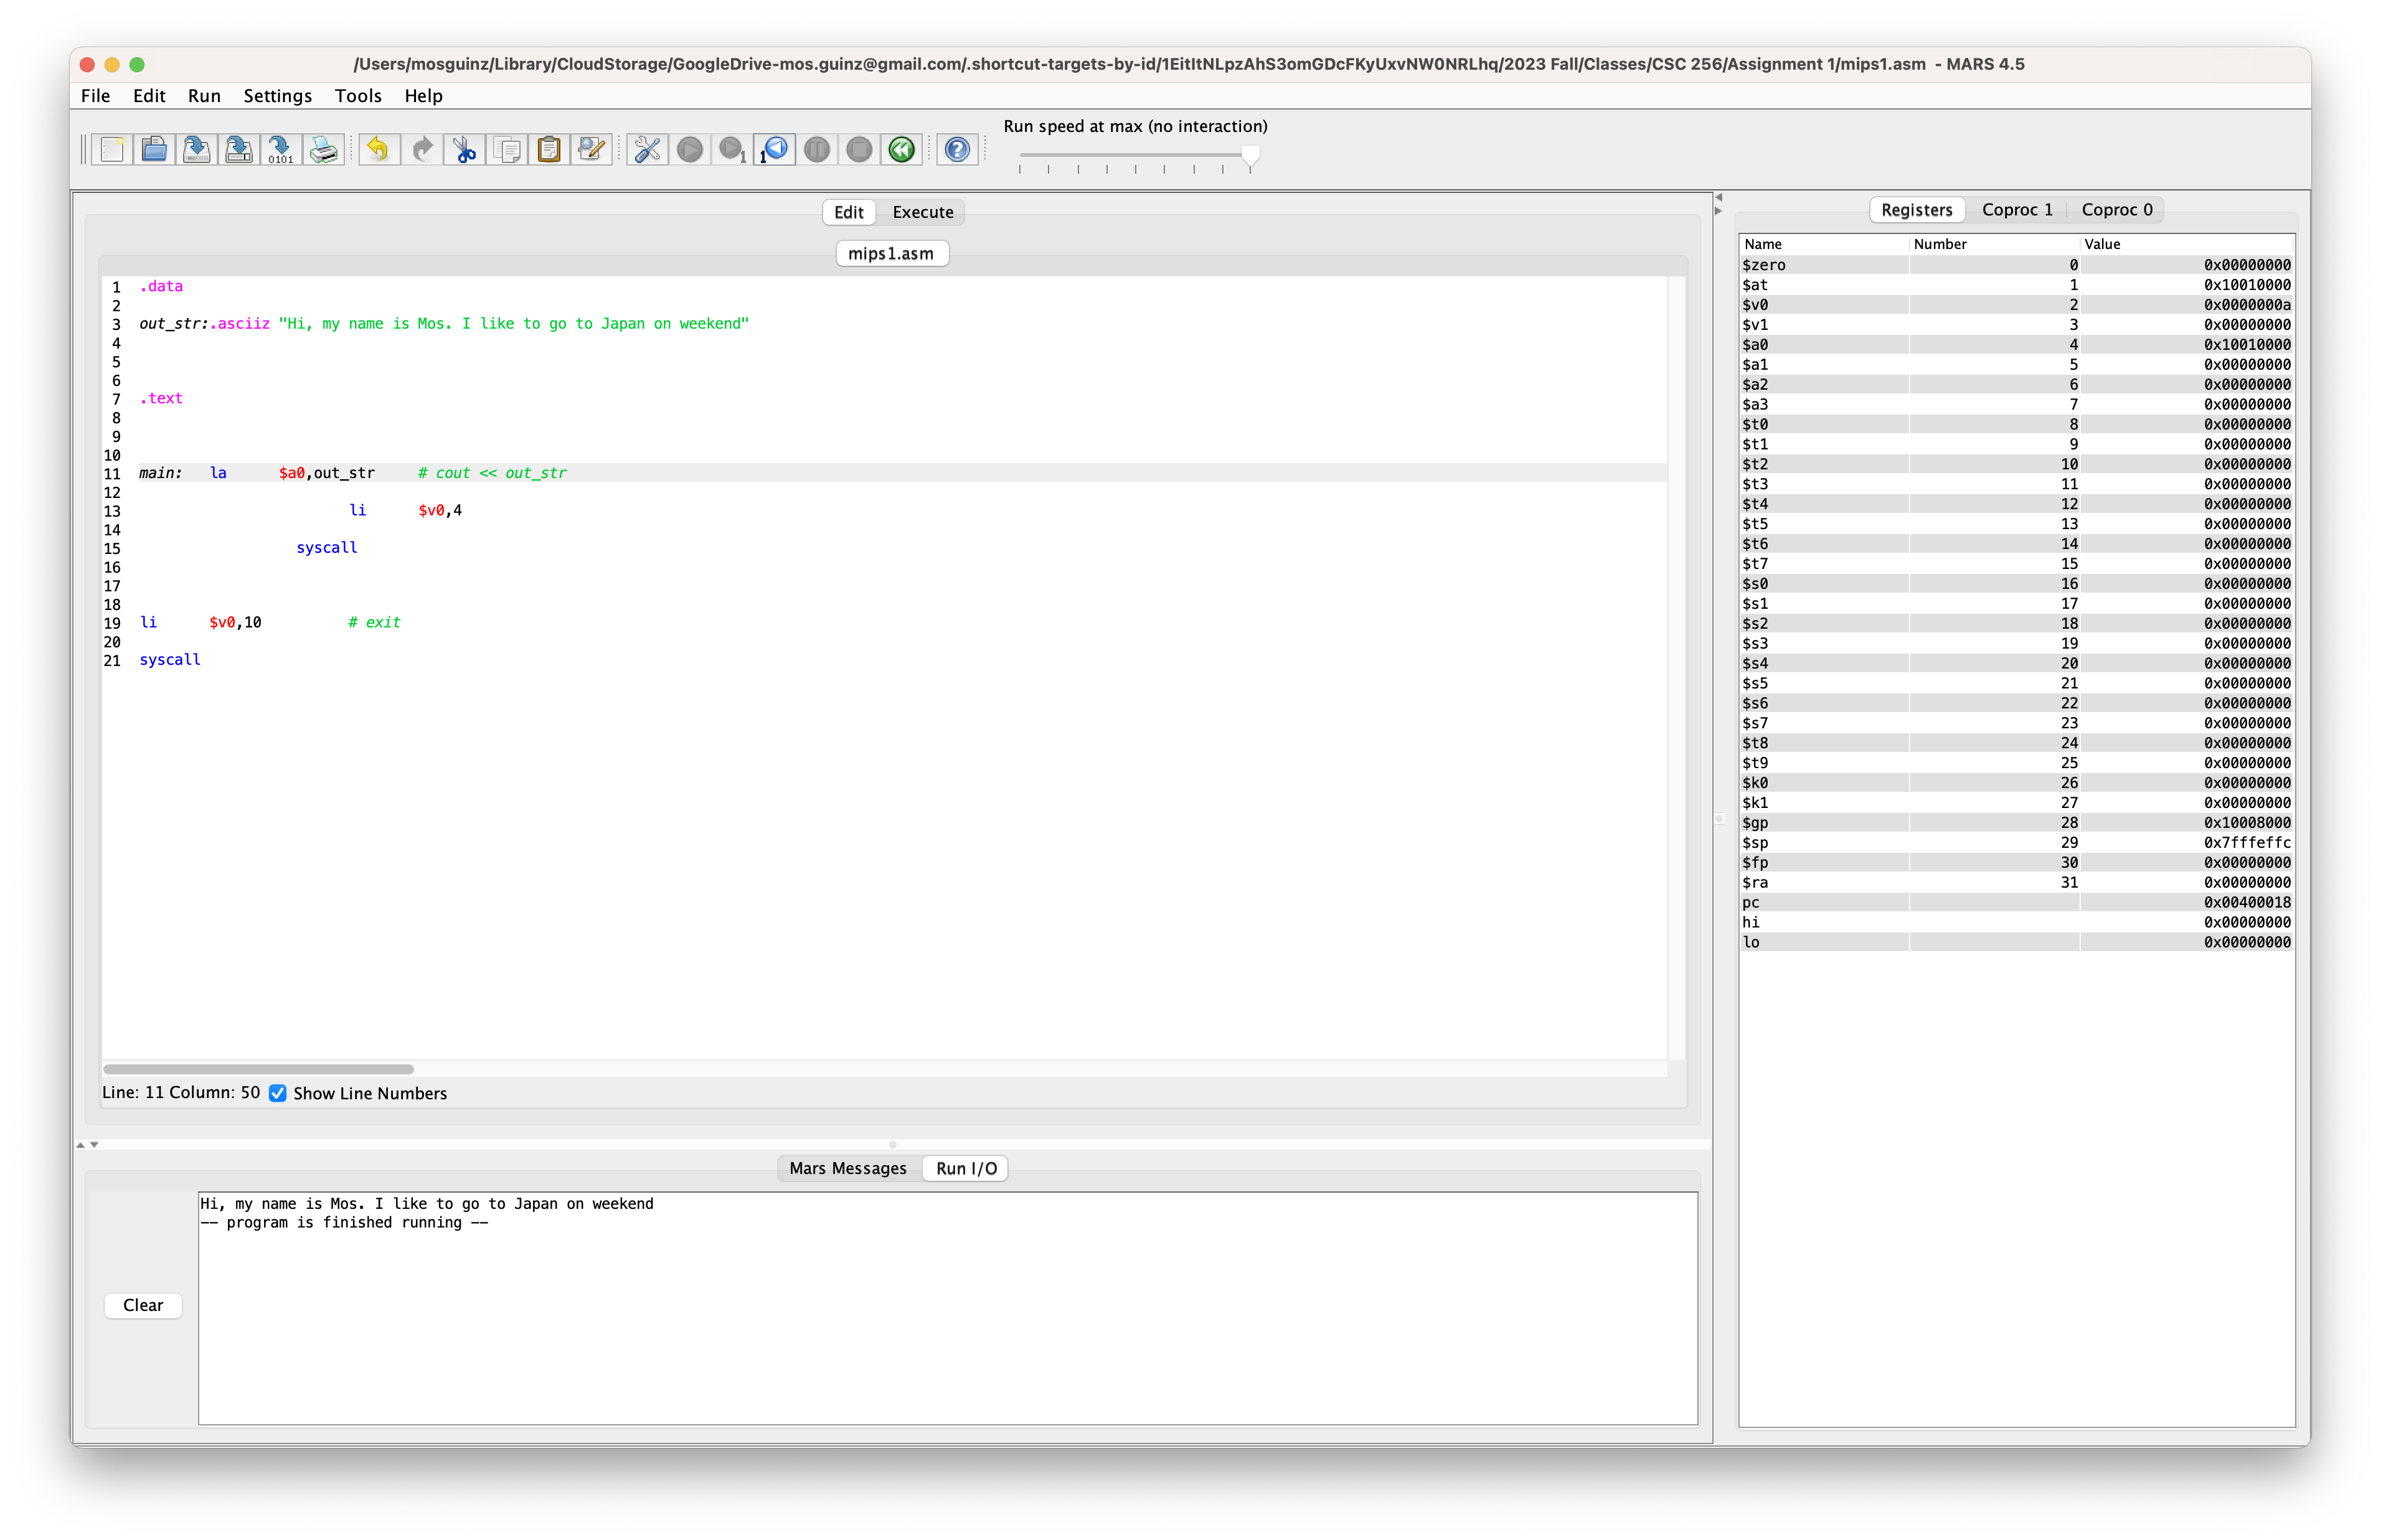 /Users/mosguinz/Library/CloudStorage/GoogleDrive-mos.guinz@gmail.com/.shortcut-targets-by-id/1EitItNLpzAhS3omGDcFKyUxvNW0NRLhq/2023 Fall/Classes/CSC 256/Assignment 1/mips1.asm - MARS 4.5
File Edit Run Settings Tools Help
Run speed at max (no interaction)
0101 1 1
Edit Execute
mips1.asm
1 .data
2
3 out_str:.asciiz "Hi, my name is Mos. I like to go to Japan on weekend"
4
5
6
7 .text
8
9
10
11 main: la $a0,out_str # cout << out_str
12
13 li $v0,4
14
15 syscall
16
17
18
19 li $v0,10 # exit
20
21 syscall
Line: 11 Column: 50 Show Line Numbers
Mars Messages Run I/O
Clear
Hi, my name is Mos. I like to go to Japan on weekend
-- program is finished running --
Registers Coproc 1 Coproc 0
Name Number Value
$zero 0 0x00000000
$at 1 0x10010000
$v0 2 0x0000000a
$v1 3 0x00000000
$a0 4 0x10010000
$a1 5 0x00000000
$a2 6 0x00000000
$a3 7 0x00000000
$t0 8 0x00000000
$t1 9 0x00000000
$t2 10 0x00000000
$t3 11 0x00000000
$t4 12 0x00000000
$t5 13 0x00000000
$t6 14 0x00000000
$t7 15 0x00000000
$s0 16 0x00000000
$s1 17 0x00000000
$s2 18 0x00000000
$s3 19 0x00000000
$s4 20 0x00000000
$s5 21 0x00000000
$s6 22 0x00000000
$s7 23 0x00000000
$t8 24 0x00000000
$t9 25 0x00000000
$k0 26 0x00000000
$k1 27 0x00000000
$gp 28 0x10008000
$sp 29 0x7fffeffc
$fp 30 0x00000000
$ra 31 0x00000000
pc 0x00400018
hi 0x00000000
lo 0x00000000